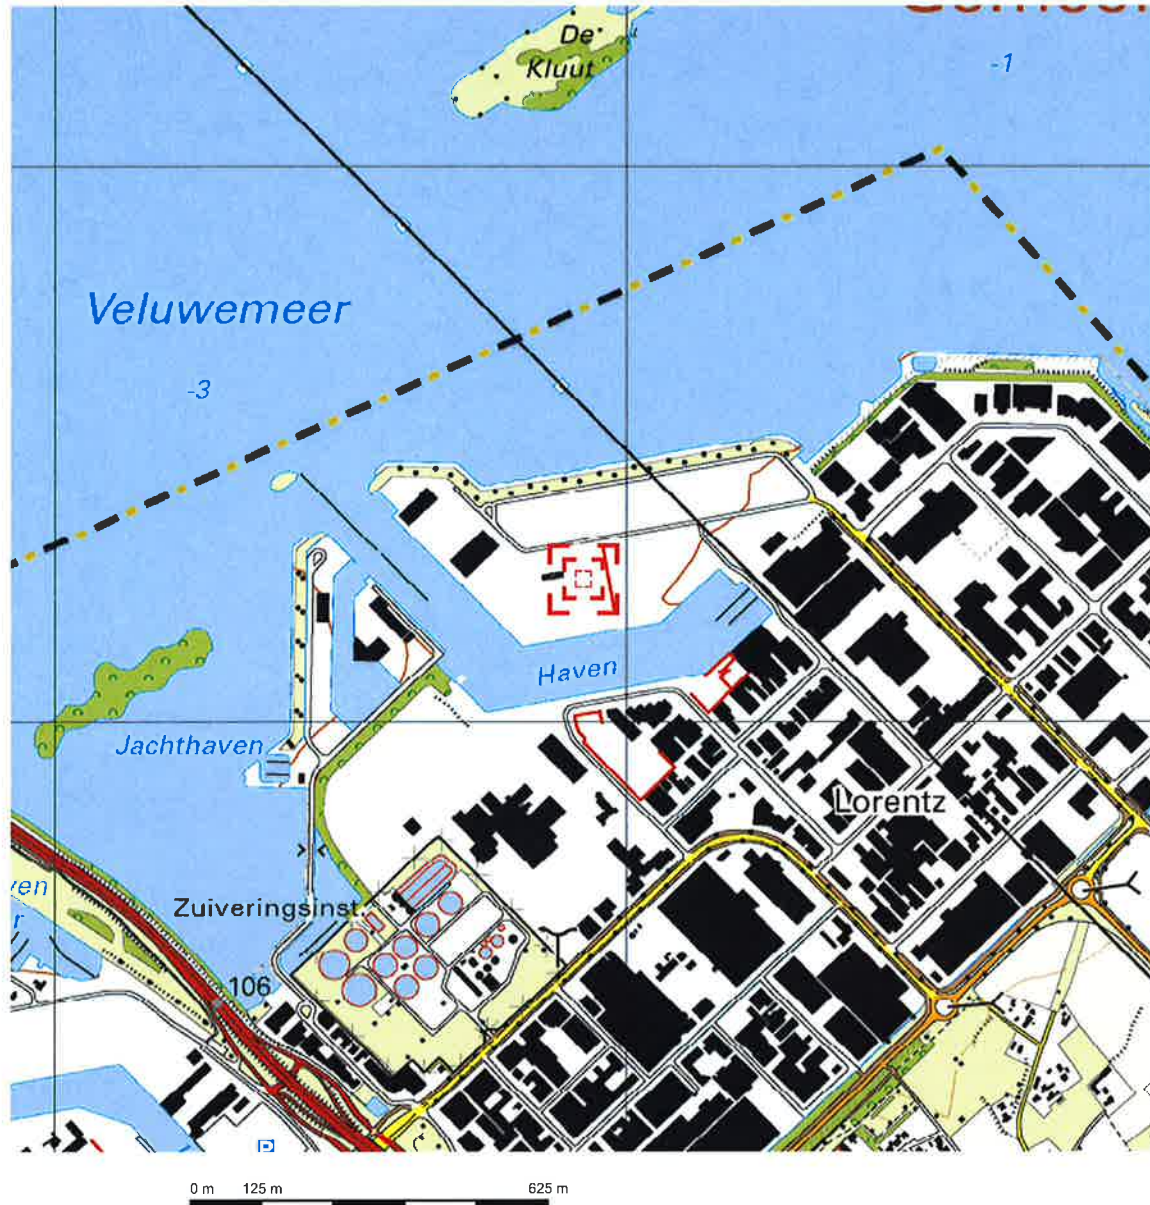 De
Kluut
-1
Veluwemeer
-3
Haven
Jachthaven
Lorentz
Zuiveringsinst.
106
P
0 m 125 m 625 m